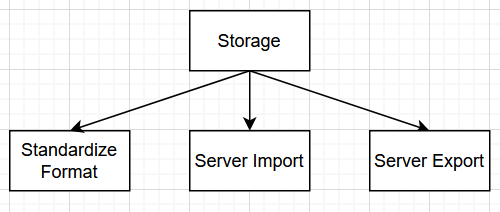 Storage
Standardize
Format
Server Import
Server Export